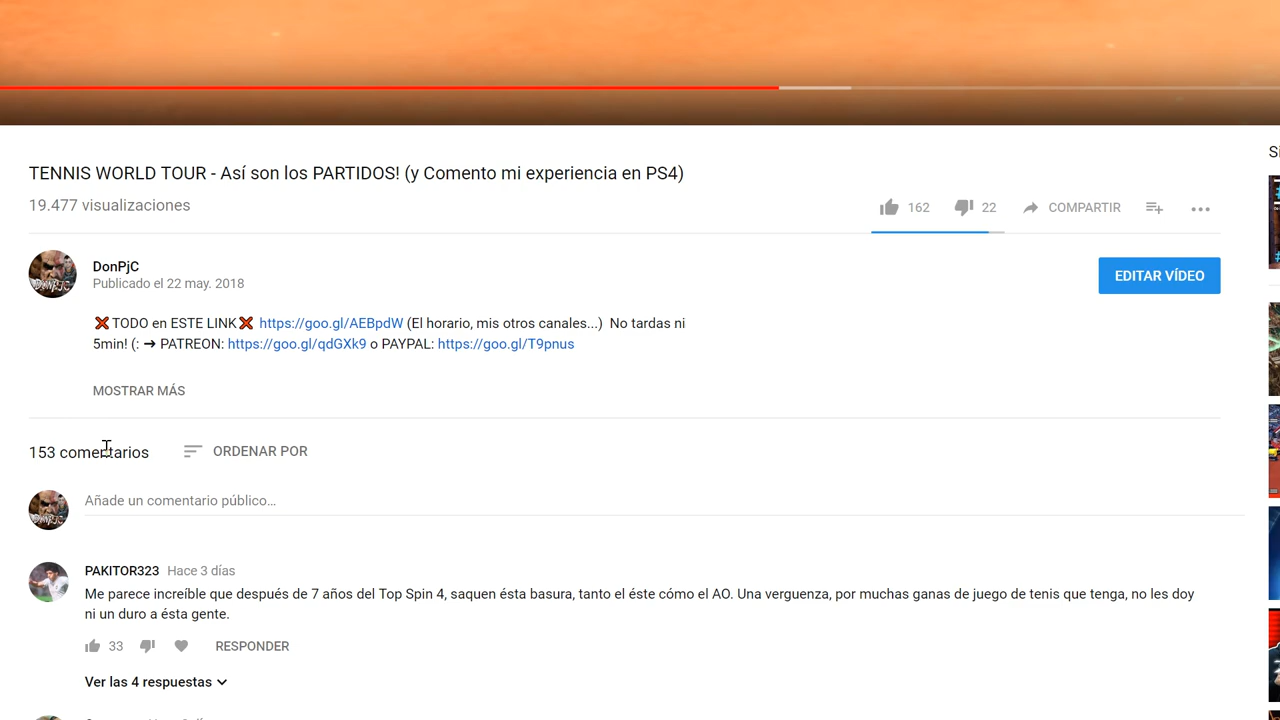 TENNIS WORLD TOUR - Así son los PARTIDOS! (y Comento mi experiencia en PS4)
19.477 visualizaciones
162 22 COMPARTIR
DonPjC
Publicado el 22 may. 2018
EDITAR VÍDEO
❌TODO en ESTE LINK❌ https://goo.gl/AEBpdW (El horario, mis otros canales...) No tardas ni
5min! (: ➜ PATREON: https://goo.gl/qdGXk9 o PAYPAL: https://goo.gl/T9pnus
MOSTRAR MÁS
153 comentarios ORDENAR POR
Añade un comentario público...
PAKITOR323 Hace 3 días
Me parece increíble que después de 7 años del Top Spin 4, saquen ésta basura, tanto el éste cómo el AO. Una verguenza, por muchas ganas de juego de tenis que tenga, no les doy
ni un duro a ésta gente.
33 RESPONDER
Ver las 4 respuestas